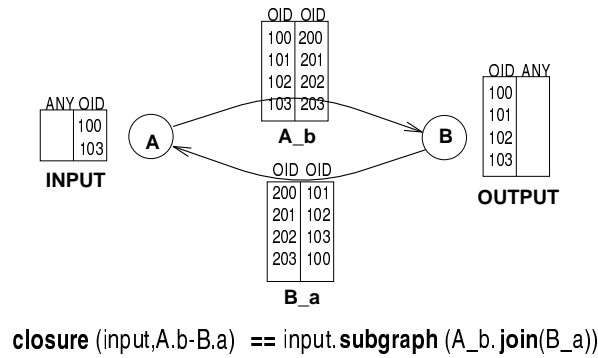 OID OID
100 200
101 201
102 202
103 203
A_b
ANY OID
100
103
INPUT
A
B
OID ANY
100
101
102
103
OUTPUT
OID OID
200 101
201 102
202 103
203 100
B_a
closure (input,A.b-B.a) == input.subgraph (A_b.join(B_a))